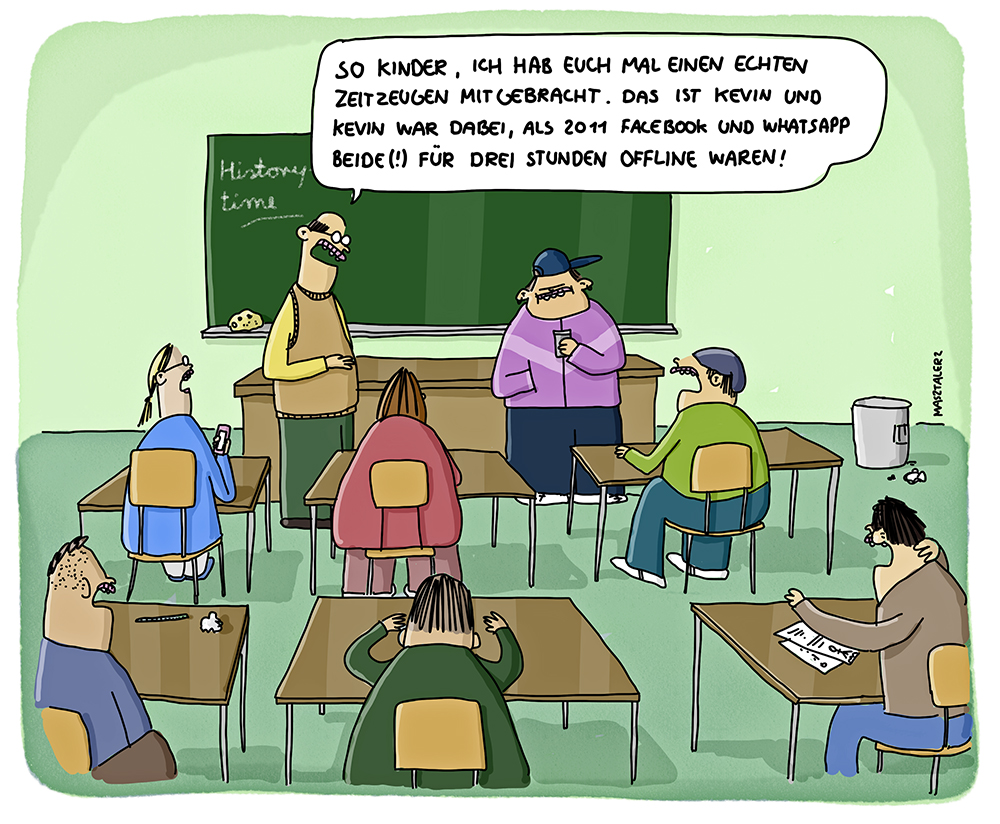 SO KINDER, ICH HAB EUCH MAL EINEN ECHTEN
ZEITZEUGEN MITGEBRACHT. DAS IST KEVIN UND
KEVIN WAR DABEI, ALS 2011 FACEBOOK UND WHATSAPP
BEIDE(!) FÜR DREI STUNDEN OFFLINE WAREN!
History
time
MASZTALERZ